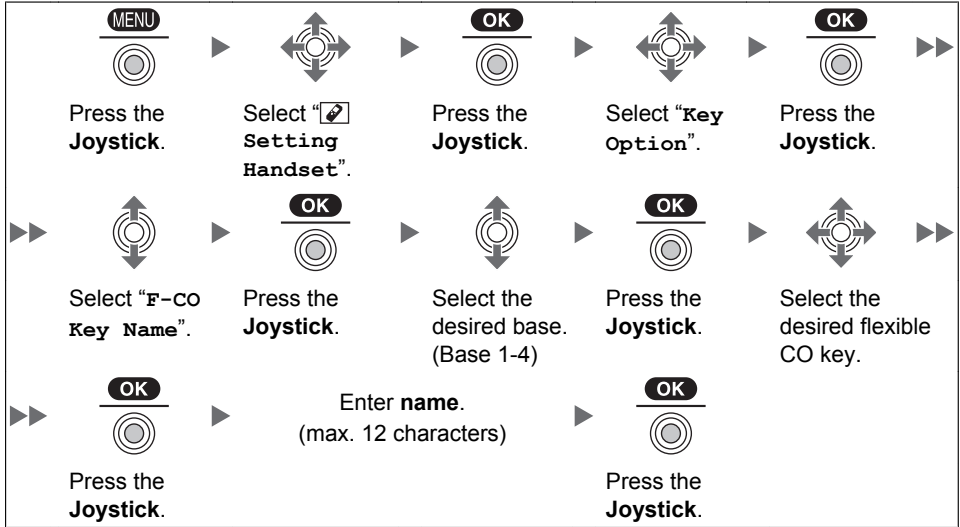 MENU
OK
OK
Press the
Joystick.
Select "
Setting
Handset".
Press the
Joystick.
Select "Key
Option".
Press the
Joystick.
OK
OK
Select "F-CO
Key Name".
Press the
Joystick.
Select the
desired base.
(Base 1-4)
Press the
Joystick.
Select the
desired flexible
CO key.
OK
Press the
Joystick.
Enter name.
(max. 12 characters)
OK
Press the
Joystick.